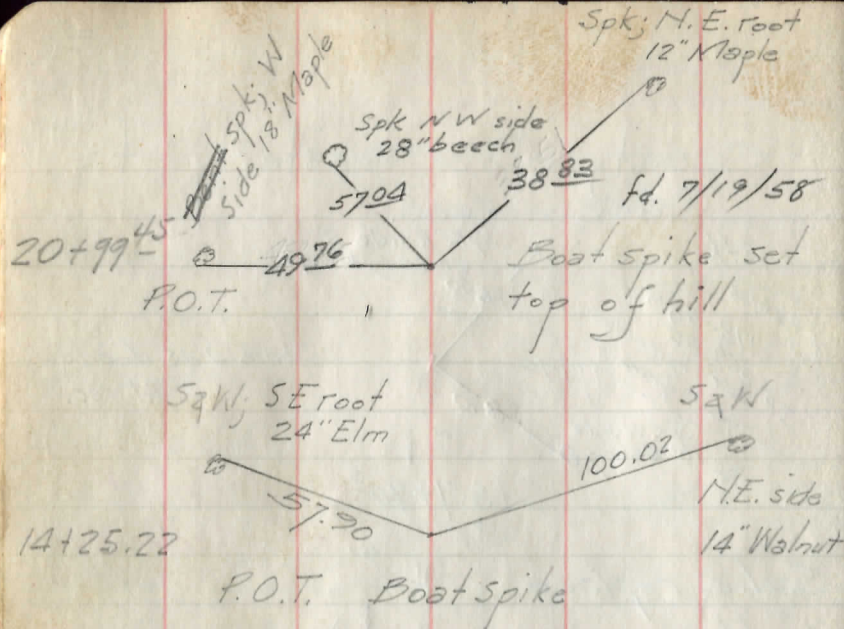 Spk; N.E. root
12" Maple
Spk; W
side 18" Maple
Spk NW side
28" beech
57 04
38 83
fd. 7/19/58
20+99 45
49 76
P.O.T.
Boat spike set
top of hill
S&W; SE root
24" Elm
S&W
57.90
100.02
N.E. side
14" Walnut
14+25.22
P.O.T. Boat spike